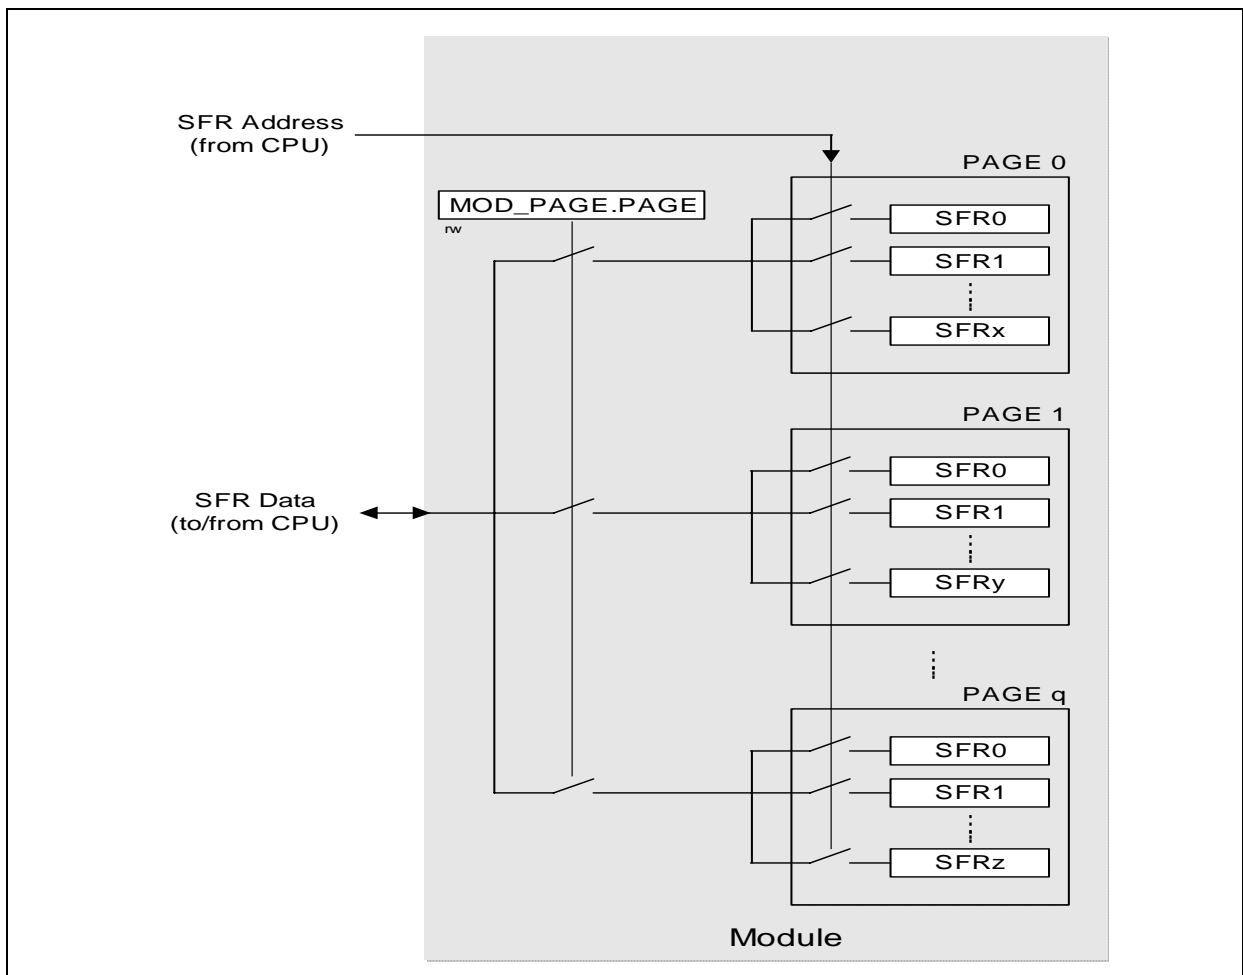 SFR Address
(from CPU)
PAGE 0
MOD_PAGE.PAGE
rw
SFR0
SFR1
SFRx
PAGE 1
SFR0
SFR1
SFRy
SFR Data
(to/from CPU)
PAGE q
SFR0
SFR1
SFRz
Module